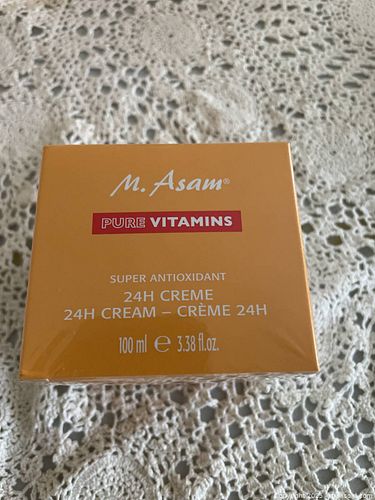 M. Asam®
PURE VITAMINS
SUPER ANTIOXIDANT
24H CREME
24H CREAM – CRÈME 24H
100 ml ℮ 3.38 fl.oz.